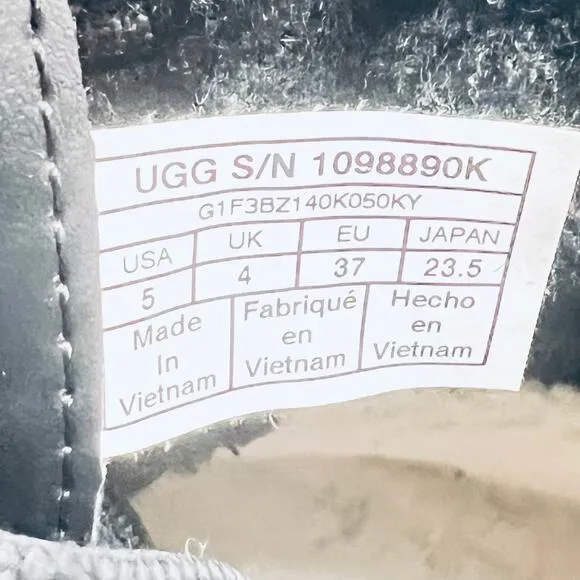 UGG S/N 1098890K
G1F3BZ140K050KY
USA UK EU JAPAN
5 4 37 23.5
Made In Vietnam
Fabriqué en Vietnam
Hecho en Vietnam